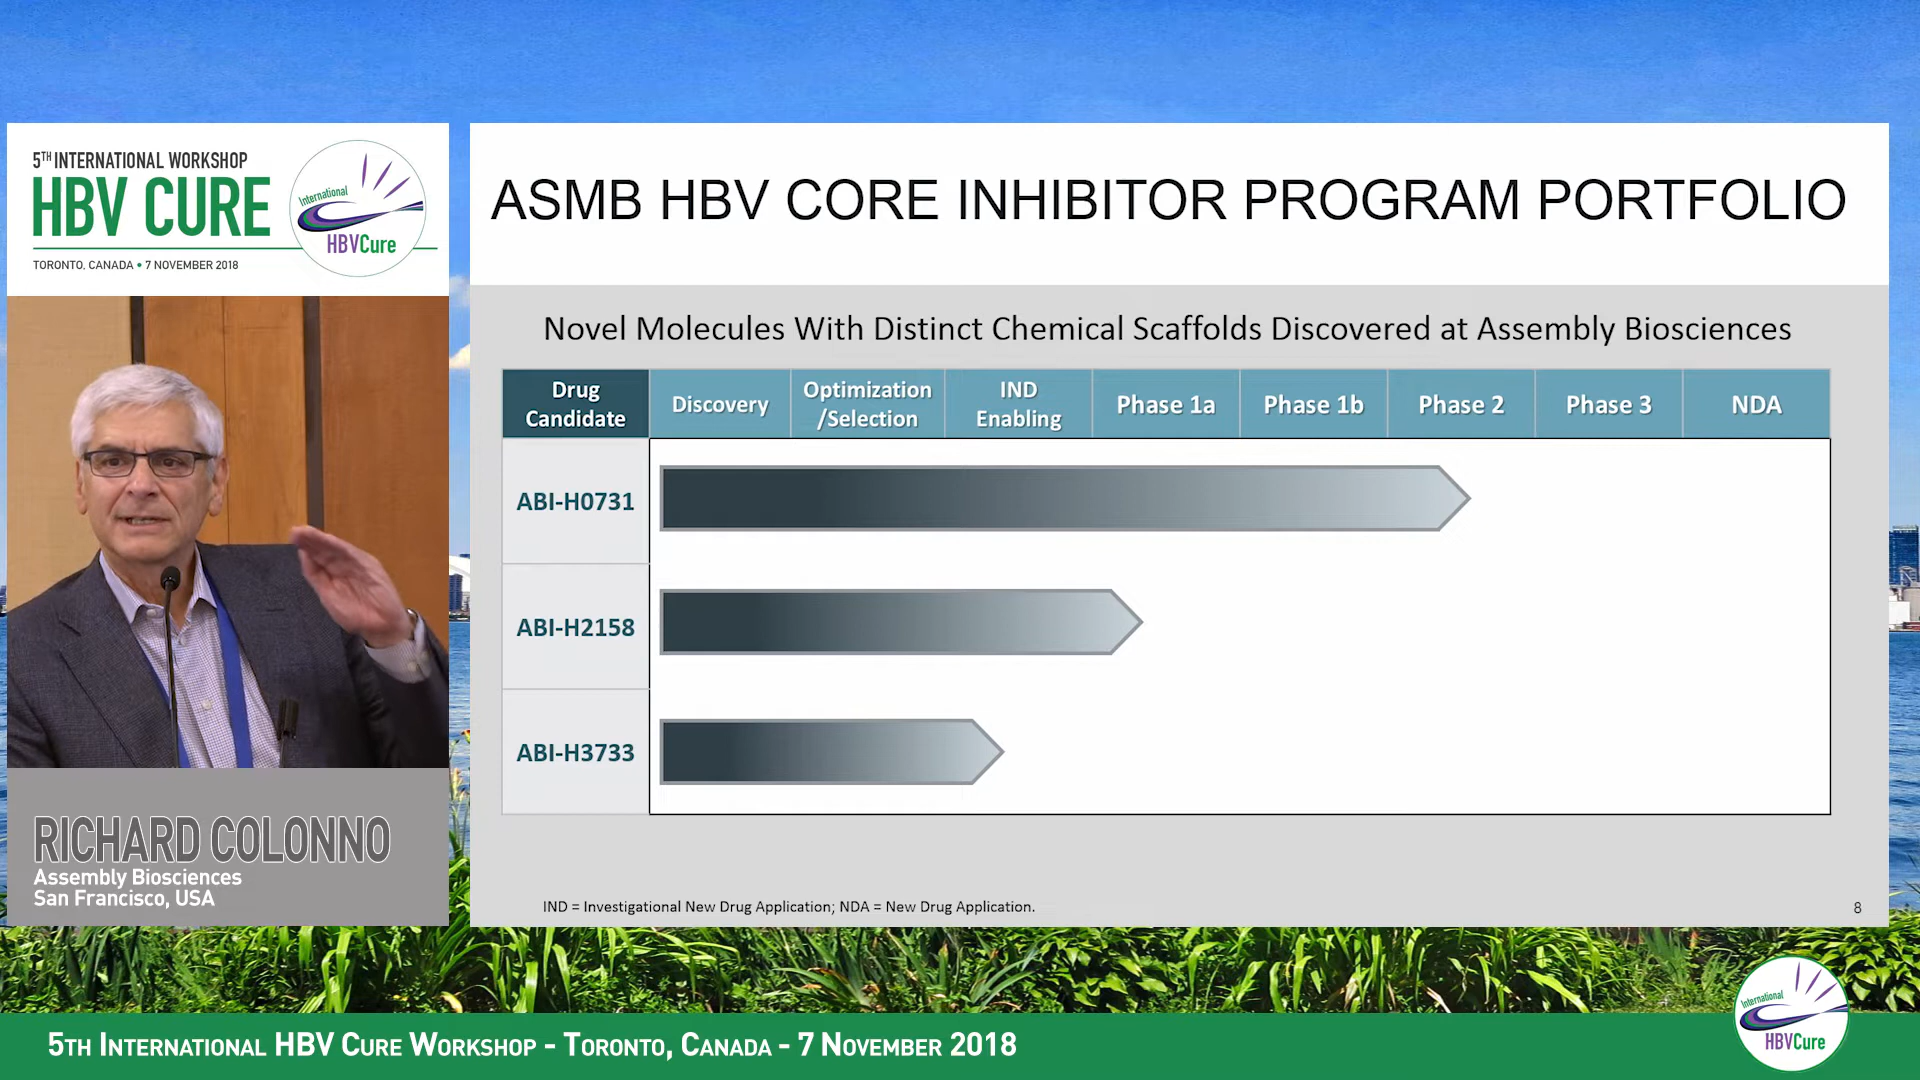 5TH INTERNATIONAL WORKSHOP
HBV CURE
TORONTO, CANADA • 7 NOVEMBER 2018
International
HBVCure
RICHARD COLONNO
Assembly Biosciences
San Francisco, USA
ASMB HBV CORE INHIBITOR PROGRAM PORTFOLIO
Novel Molecules With Distinct Chemical Scaffolds Discovered at Assembly Biosciences
Drug Candidate
Discovery
Optimization /Selection
IND Enabling
Phase 1a
Phase 1b
Phase 2
Phase 3
NDA
ABI-H0731
ABI-H2158
ABI-H3733
IND = Investigational New Drug Application; NDA = New Drug Application.
8
5TH INTERNATIONAL HBV CURE WORKSHOP - TORONTO, CANADA - 7 NOVEMBER 2018
International
HBVCure